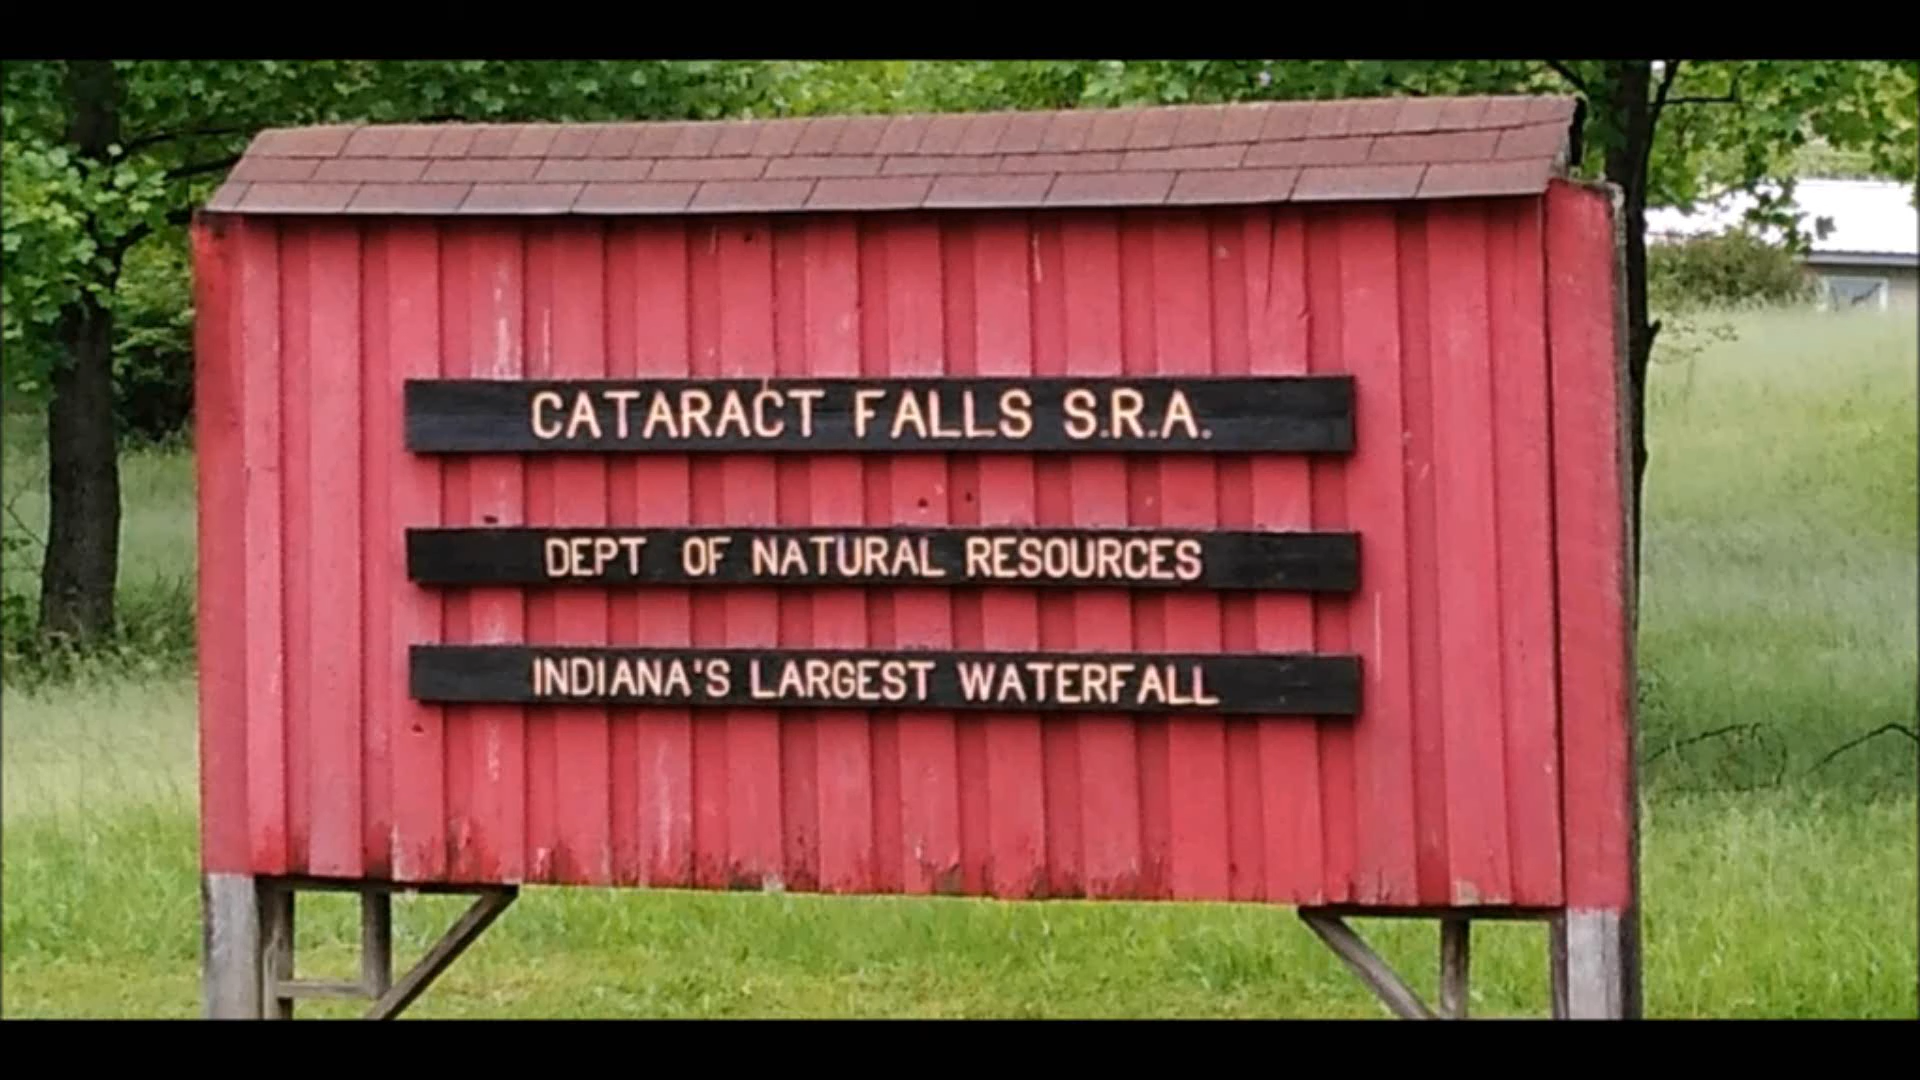 CATARACT FALLS S.R.A.
DEPT OF NATURAL RESOURCES
INDIANA'S LARGEST WATERFALL